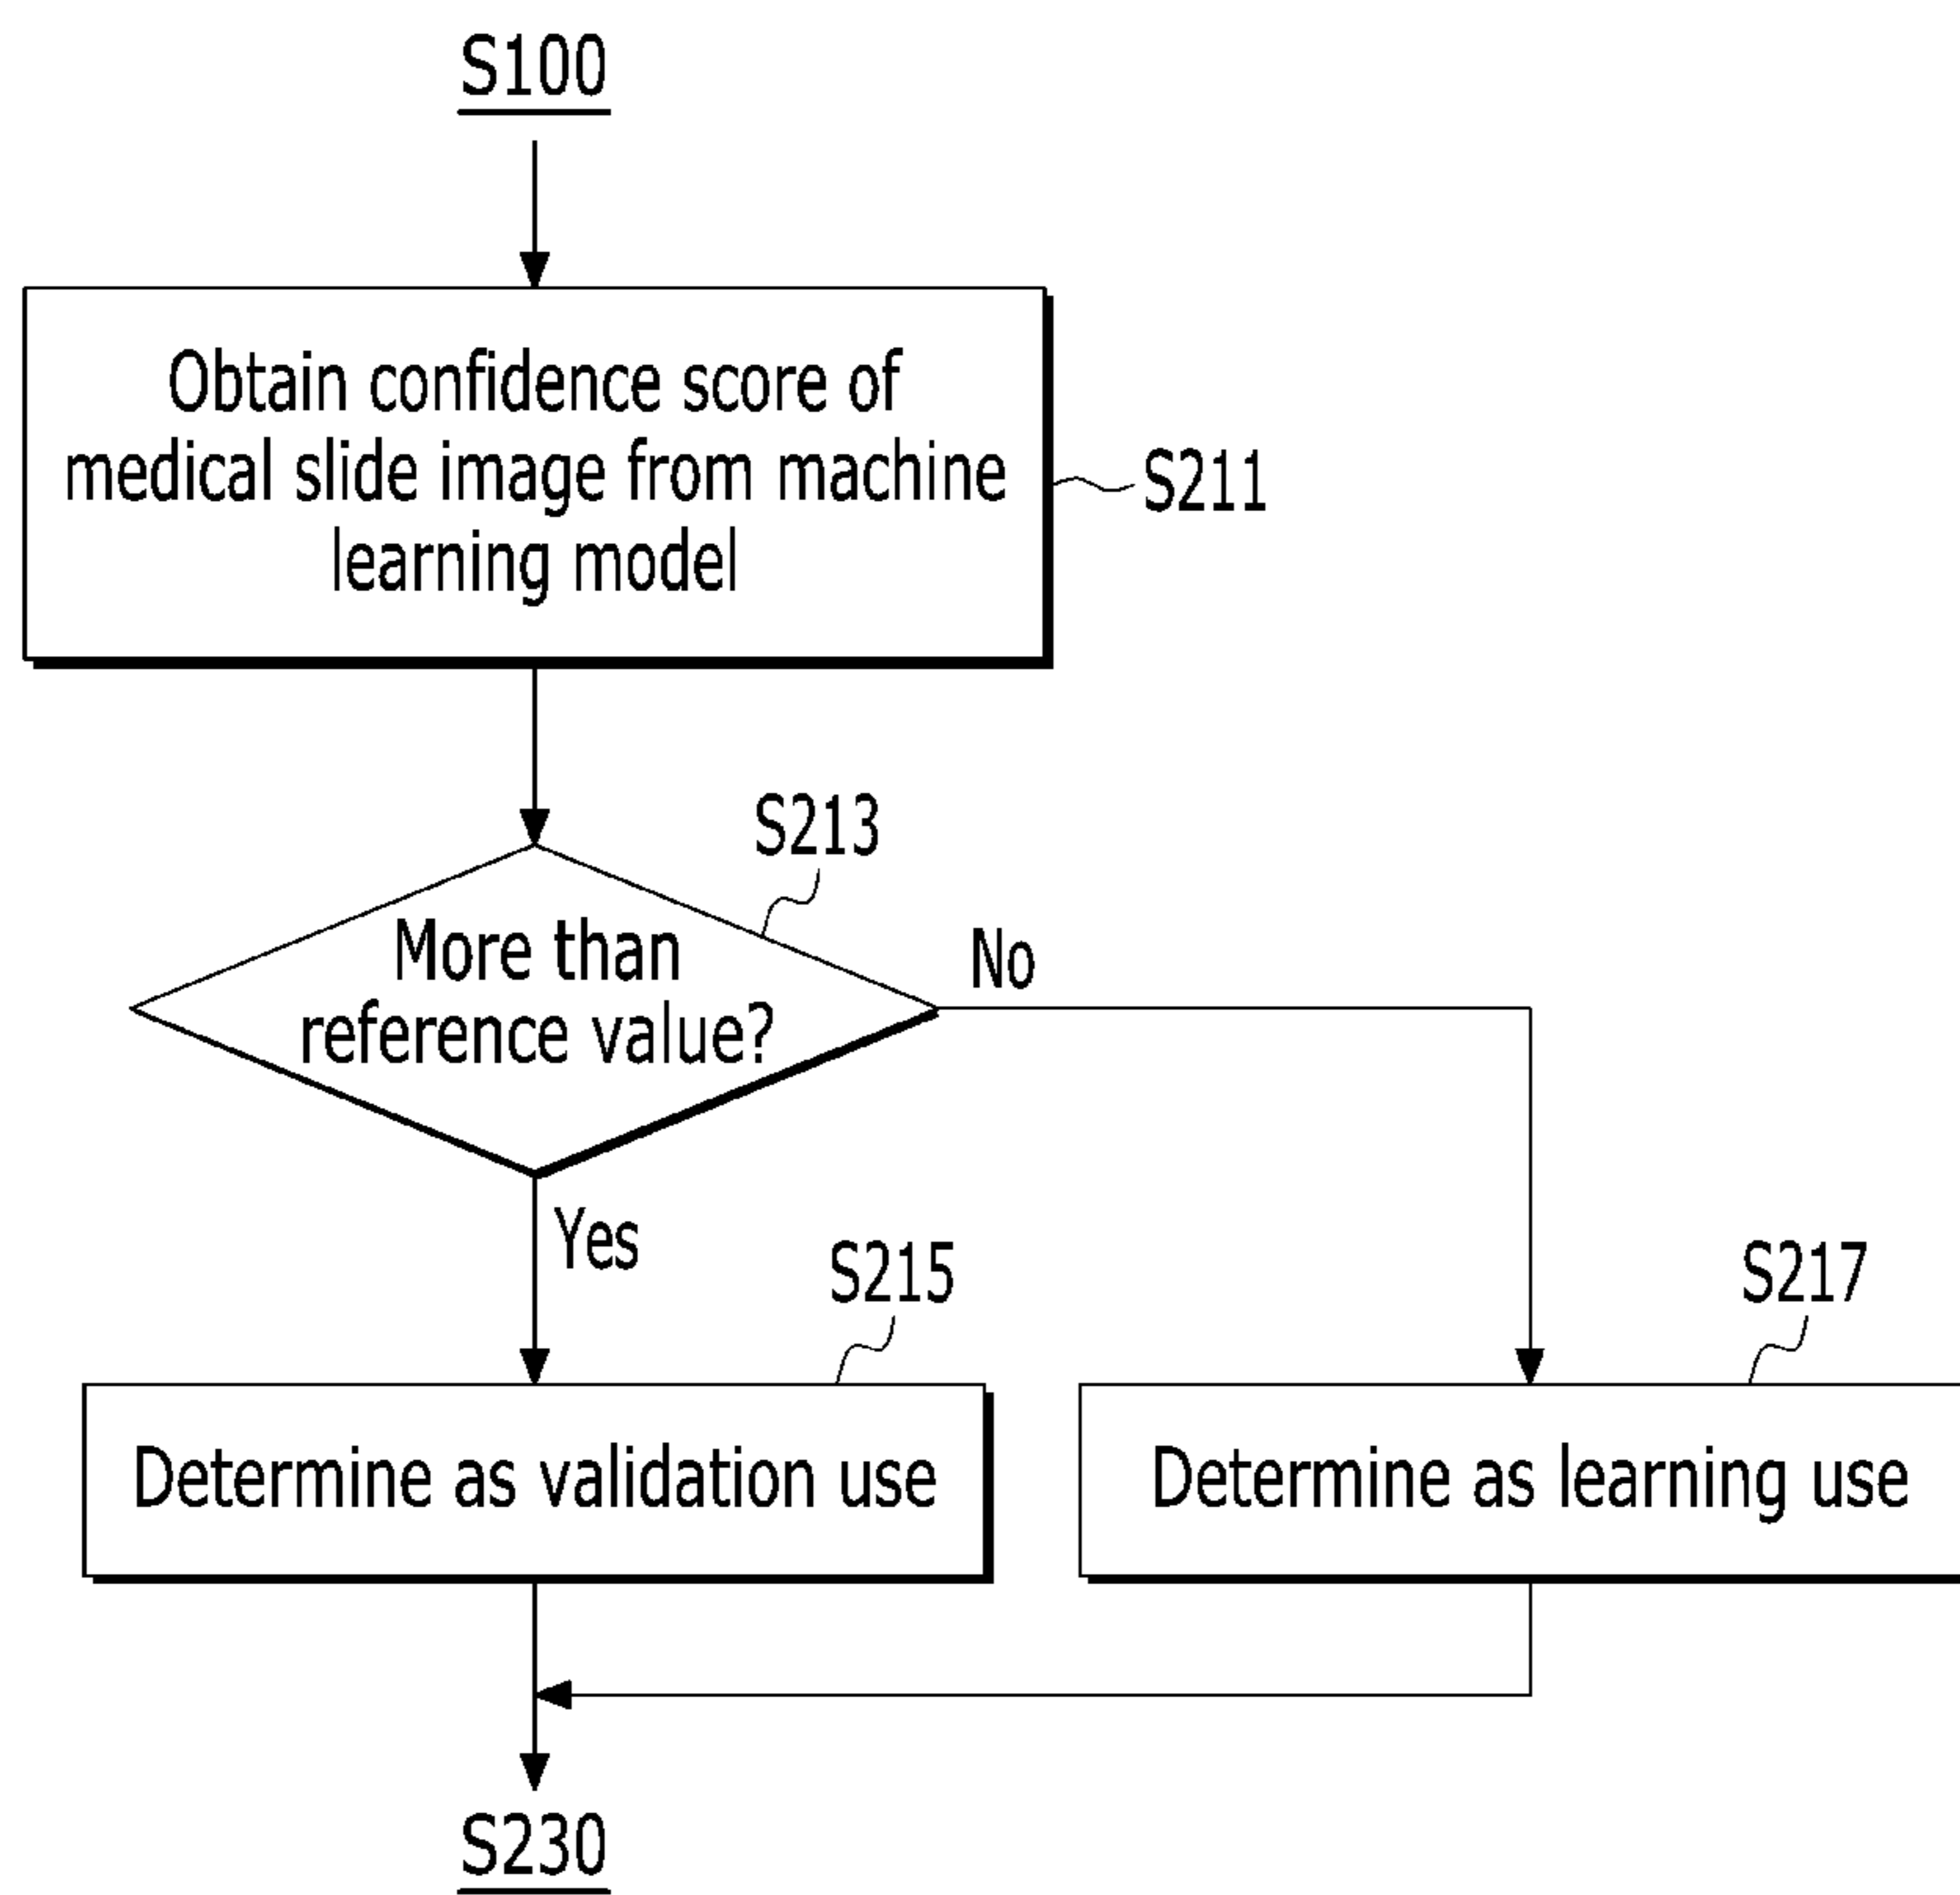 S100
Obtain confidence score of
medical slide image from machine
learning model
S211
S213
More than
reference value?
No
Yes
S215
S217
Determine as validation use
Determine as learning use
S230